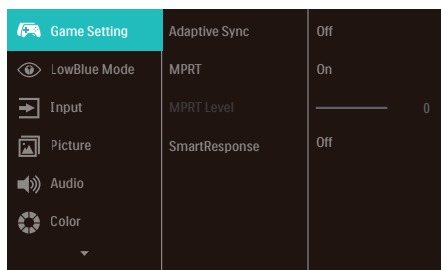 Game Setting Adaptive Sync Off
LowBlue Mode MPRT On
Input MPRT Level 0
Picture SmartResponse Off
Audio
Color